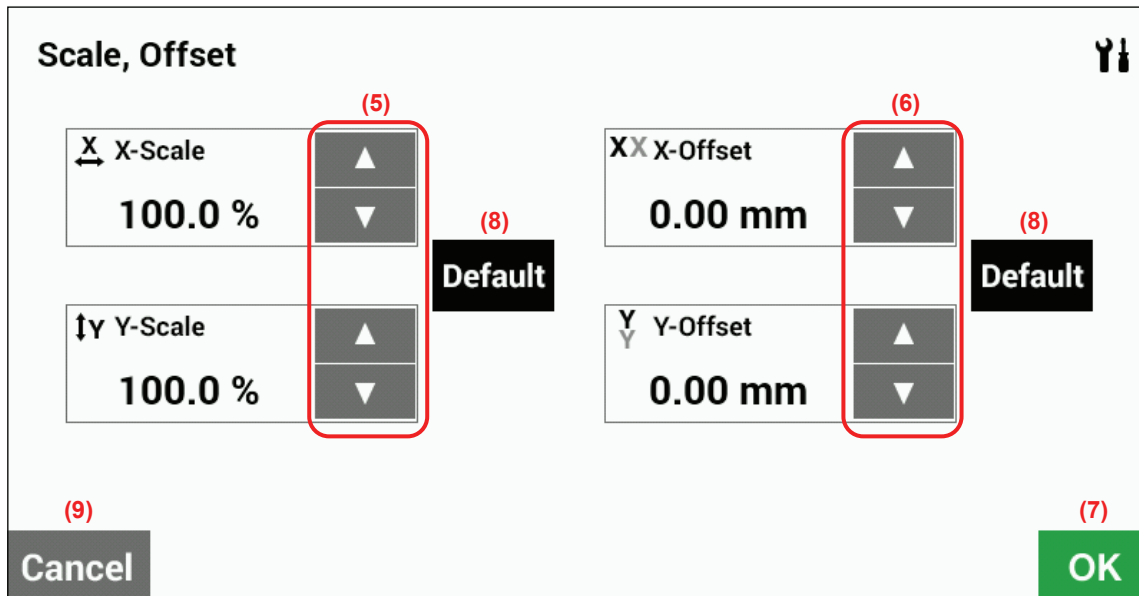 Scale, Offset
(5)
(6)
X
X-Scale
100.0 %
XX X-Offset
0.00 mm
(8)
Default
(8)
Default
Y Y-Scale
100.0 %
Y
Y
Y-Offset
0.00 mm
(9)
Cancel
(7)
OK